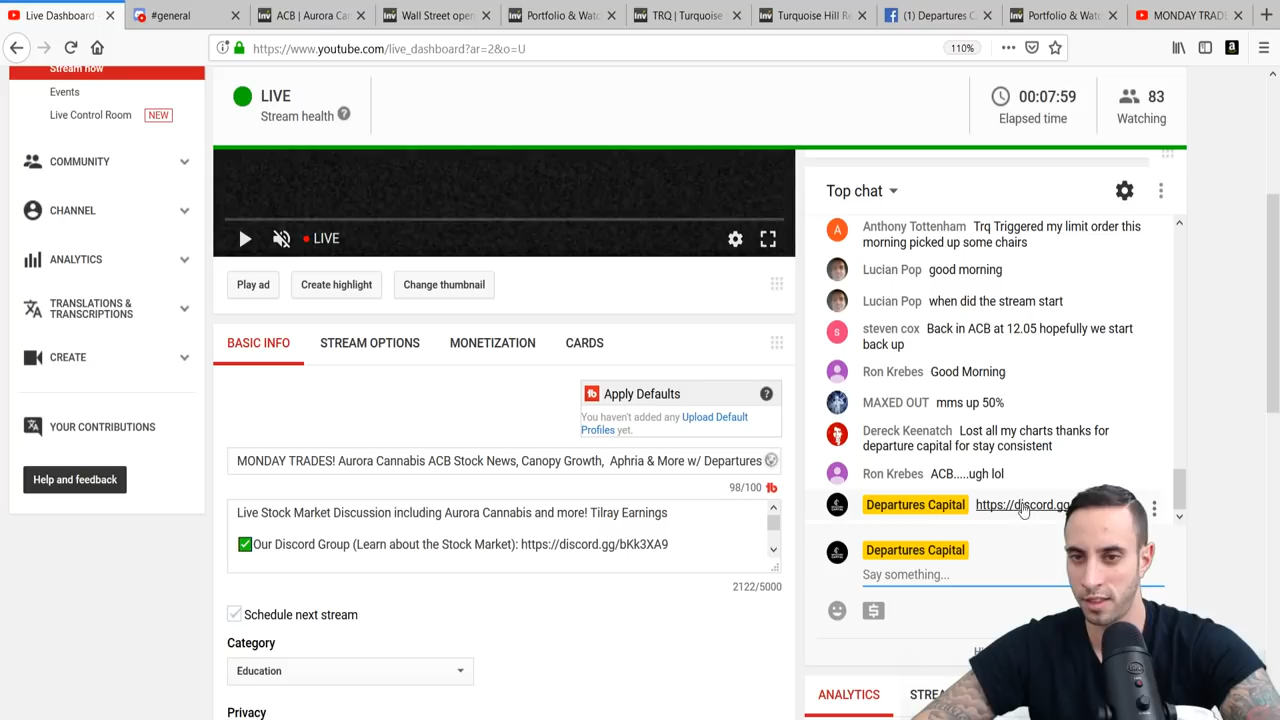 Live Dashboard
#general
ACB | Aurora Ca
Wall Street open
Portfolio & Watc
TRQ | Turquoise
Turquoise Hill
(1) Departures C
Portfolio & Watc
MONDAY TRADE
https://www.youtube.com/live_dashboard?ar=2&o=U
110%
Stream now
Events
Live Control Room NEW
COMMUNITY
CHANNEL
ANALYTICS
TRANSLATIONS &
TRANSCRIPTIONS
CREATE
YOUR CONTRIBUTIONS
Help and feedback
LIVE
Stream health
00:07:59
Elapsed time
83
Watching
LIVE
Play ad
Create highlight
Change thumbnail
BASIC INFO
STREAM OPTIONS
MONETIZATION
CARDS
Apply Defaults
You haven't added any Upload Default
Profiles yet.
MONDAY TRADES! Aurora Cannabis ACB Stock News, Canopy Growth, Aphria & More w/ Departures
98/100
Live Stock Market Discussion including Aurora Cannabis and more! Tilray Earnings
✅Our Discord Group (Learn about the Stock Market): https://discord.gg/bKk3XA9
2122/5000
Schedule next stream
Category
Education
Privacy
Top chat
Anthony Tottenham Trq Triggered my limit order this
morning picked up some chairs
Lucian Pop good morning
Lucian Pop when did the stream start
steven cox Back in ACB at 12.05 hopefully we start
back up
Ron Krebes Good Morning
MAXED OUT mms up 50%
Dereck Keenatch Lost all my charts thanks for
departure capital for stay consistent
Ron Krebes ACB.....ugh lol
Departures Capital https://discord.gg
Departures Capital
Say something...
ANALYTICS